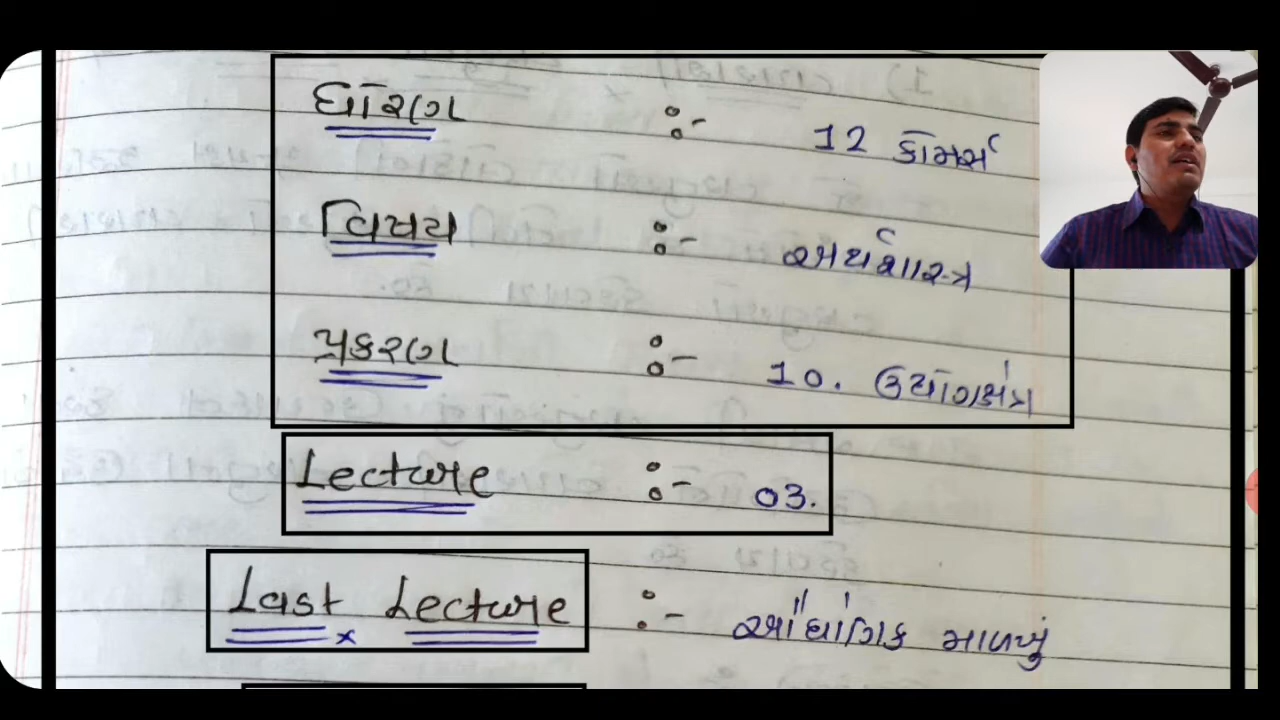 ધોરણ :- 12 કોમર્સ
વિષય :- અર્થશાસ્ત્ર
પ્રકરણ :- 10. ઉદ્યોગક્ષેત્ર
Lecture :- 03.
Last Lecture :- ઔદ્યોગિક માળખું